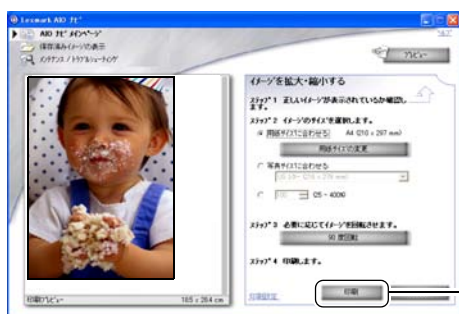 Lexmark AIO ナビ
AIO ナビ メインページ
保存済みイメージの表示
メンテナンス / トラブルシューティング
ヘルプ
プレビュー
イメージを拡大・縮小する
ステップ 1 正しいイメージが表示されているか確認し
ます。
ステップ 2 イメージのサイズを選択します。
用紙サイズに合わせる A4 (210 x 297 mm)
用紙サイズの変更
写真サイズに合わせる
(25 - 400%)
ステップ 3 必要に応じてイメージを回転させます。
90 度回転
ステップ 4 印刷します。
印刷プレビュー
印刷設定
印刷